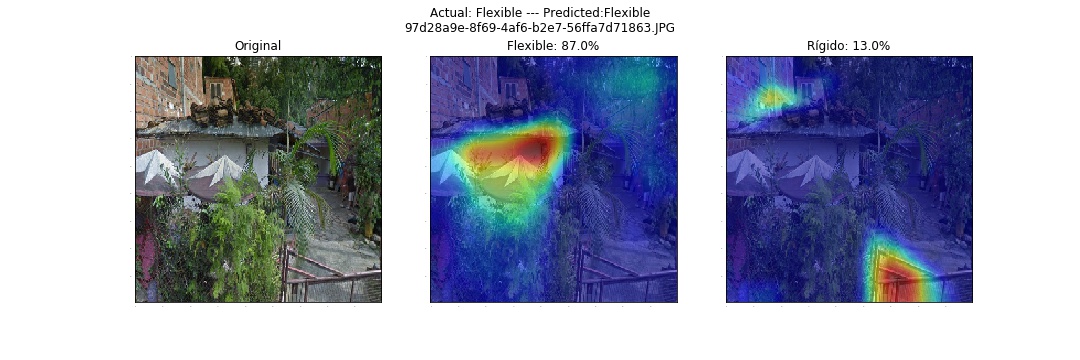 Actual: Flexible --- Predicted:Flexible
97d28a9e-8f69-4af6-b2e7-56ffa7d71863.JPG
Original
Flexible: 87.0%
Rígido: 13.0%